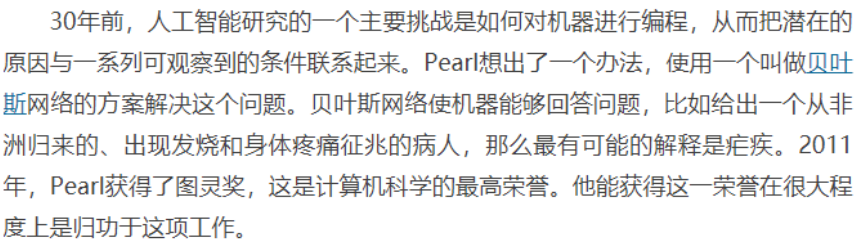 30年前，人工智能研究的一个主要挑战是如何对机器进行编程，从而把潜在的
原因与一系列可观察到的条件联系起来。Pearl想出了一个办法，使用一个叫做贝叶
斯网络的方案解决这个问题。贝叶斯网络使机器能够回答问题，比如给出一个从非
洲归来的、出现发烧和身体疼痛征兆的病人，那么最有可能的解释是疟疾。2011
年，Pearl获得了图灵奖，这是计算机科学的最高荣誉。他能获得这一荣誉在很大程
度上是归功于这项工作。